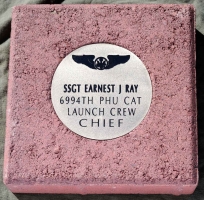 SSGT EARNEST J RAY
6994TH PHU CAT
LAUNCH CREW
CHIEF